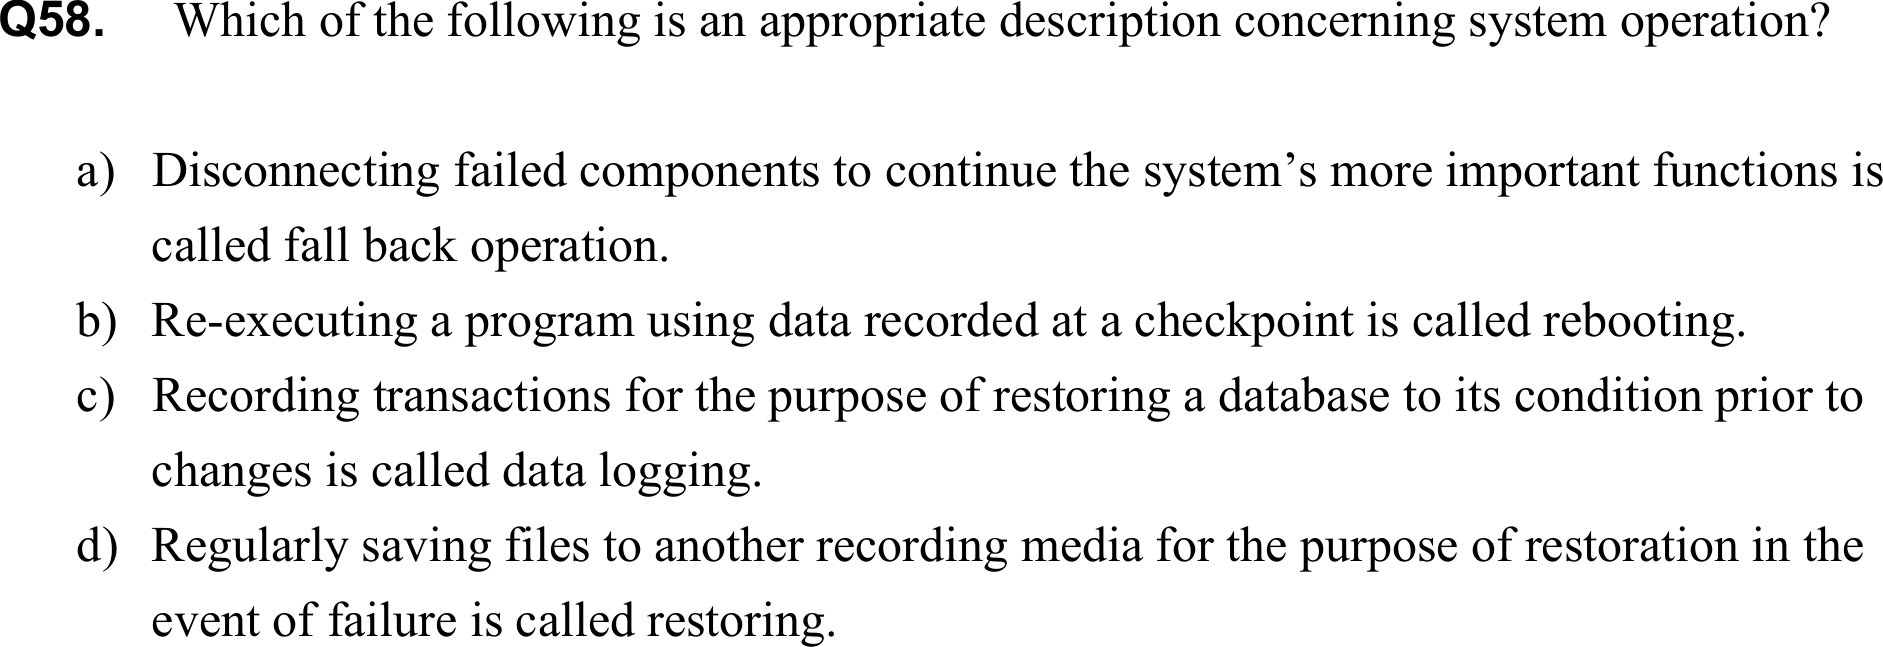 Q58. Which of the following is an appropriate description concerning system operation?
a) Disconnecting failed components to continue the system’s more important functions is
called fall back operation.
b) Re-executing a program using data recorded at a checkpoint is called rebooting.
c) Recording transactions for the purpose of restoring a database to its condition prior to
changes is called data logging.
d) Regularly saving files to another recording media for the purpose of restoration in the
event of failure is called restoring.